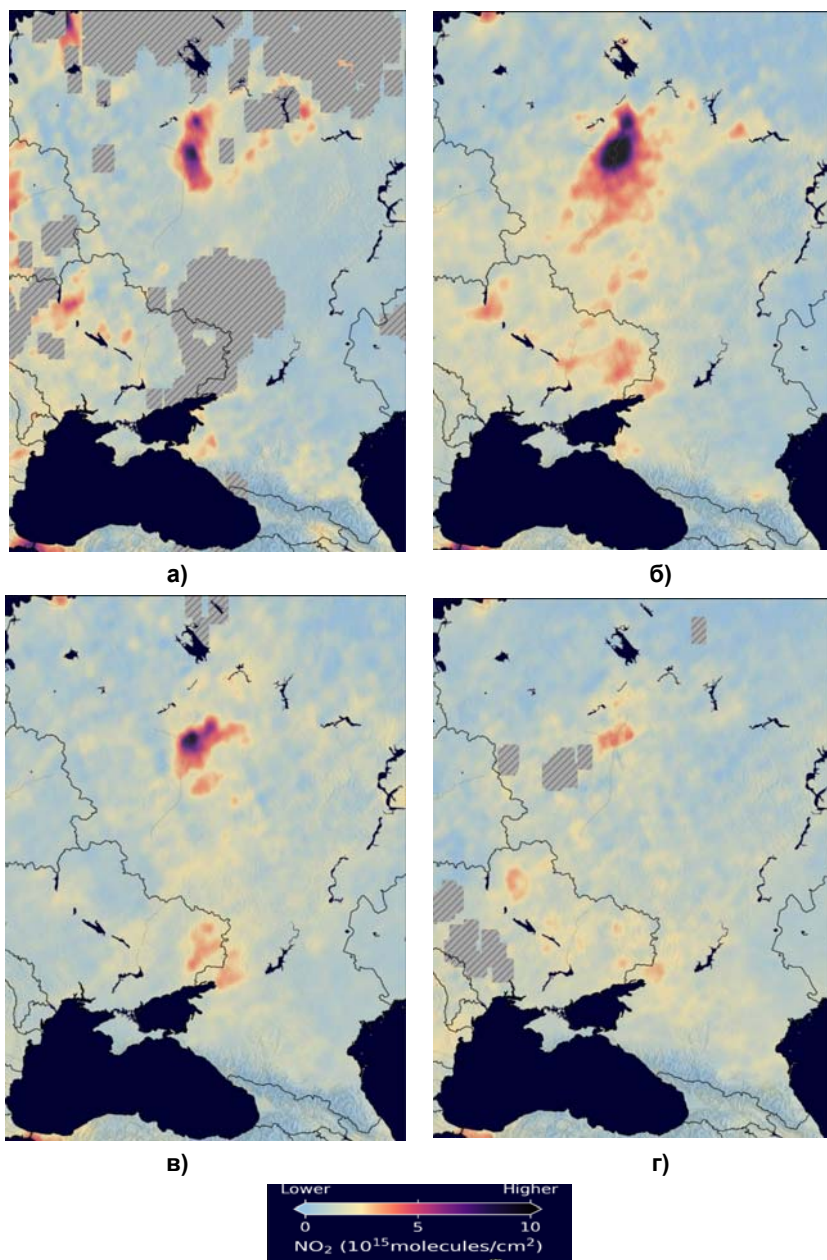 а)
б)
в)
г)
Lower Higher
0 5 10
NO₂ (10¹⁵molecules/cm²)